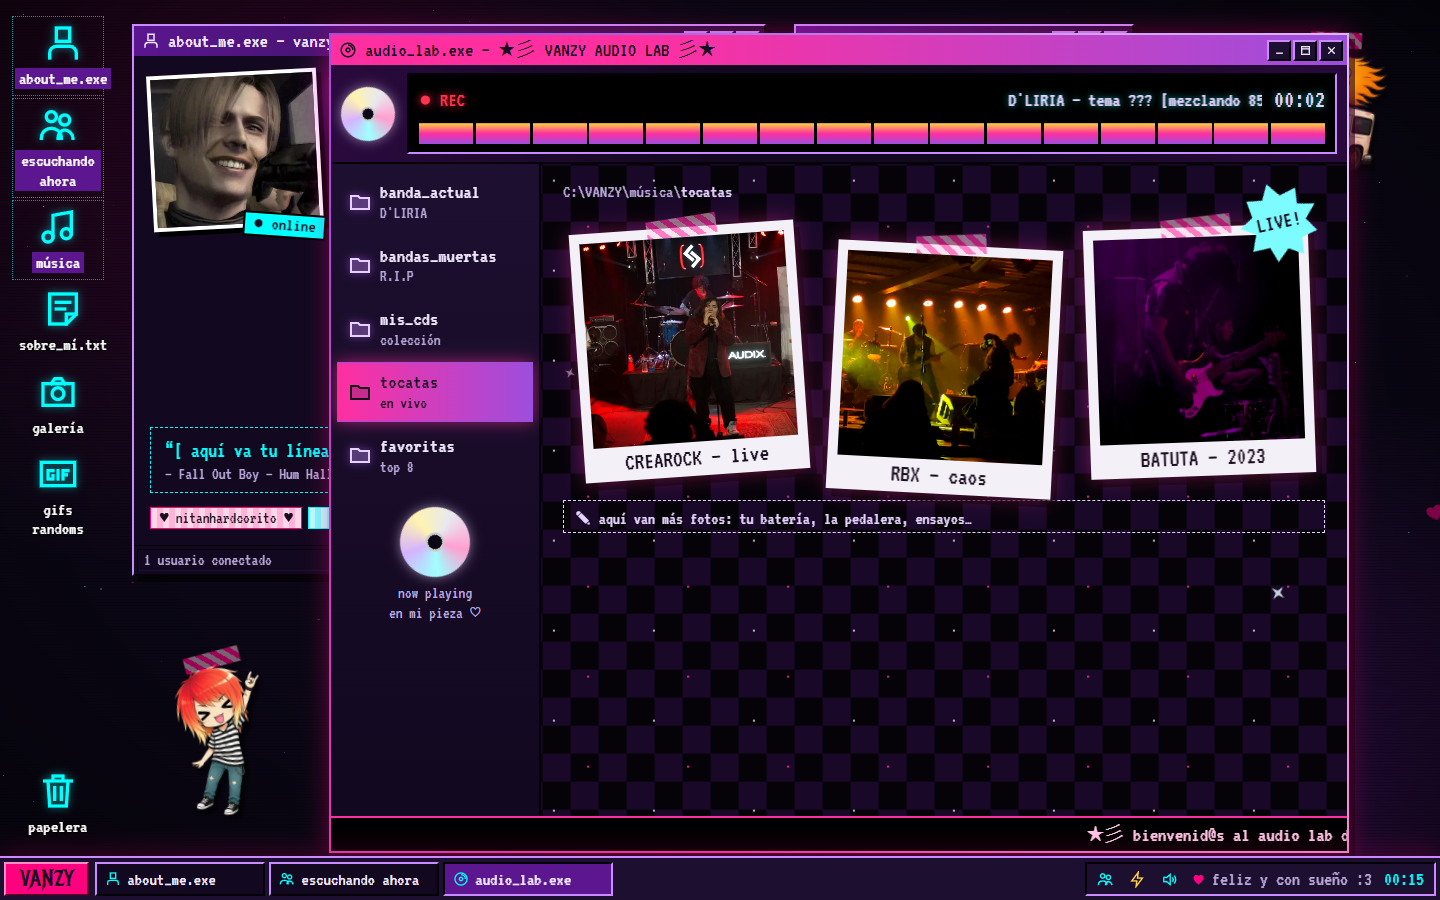 about_me.exe
escuchando
ahora
música
sobre_mí.txt
galería
GIF
gifs
randoms
papelera
about_me.exe - vanzy
● online
“[ aquí va tu línea
- Fall Out Boy - Hum Hal
♥ nitanhardcorito ♥
1 usuario conectado
audio_lab.exe - ★彡 VANZY AUDIO LAB 彡★
● REC
D'LIRIA - tema ??? [mezclando 85
00:02
banda_actual
D'LIRIA
bandas_muertas
R.I.P
mis_cds
colección
tocatas
en vivo
favoritas
top 8
now playing
en mi pieza ♡
C:\VANZY\música\tocatas
AUDIX
CREAROCK - live
RBX - caos
LIVE!
BATUTA - 2023
✎ aquí van más fotos: tu batería, la pedalera, ensayos…
★彡 bienvenid@s al audio lab d
VANZY
about_me.exe
escuchando ahora
audio_lab.exe
♥ feliz y con sueño :3
00:15